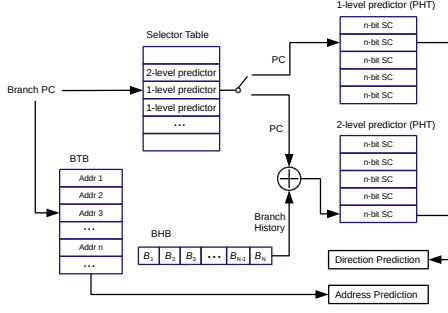 1-level predictor (PHT)
n-bit SC
n-bit SC
n-bit SC
n-bit SC
n-bit SC
Selector Table
2-level predictor
1-level predictor
1-level predictor
...
PC
Branch PC
PC
2-level predictor (PHT)
n-bit SC
n-bit SC
n-bit SC
n-bit SC
n-bit SC
BTB
Addr 1
Addr 2
Addr 3
...
Addr n
...
BHB
B1 B2 B3 ... BN-1 BN
Branch
History
Direction Prediction
Address Prediction